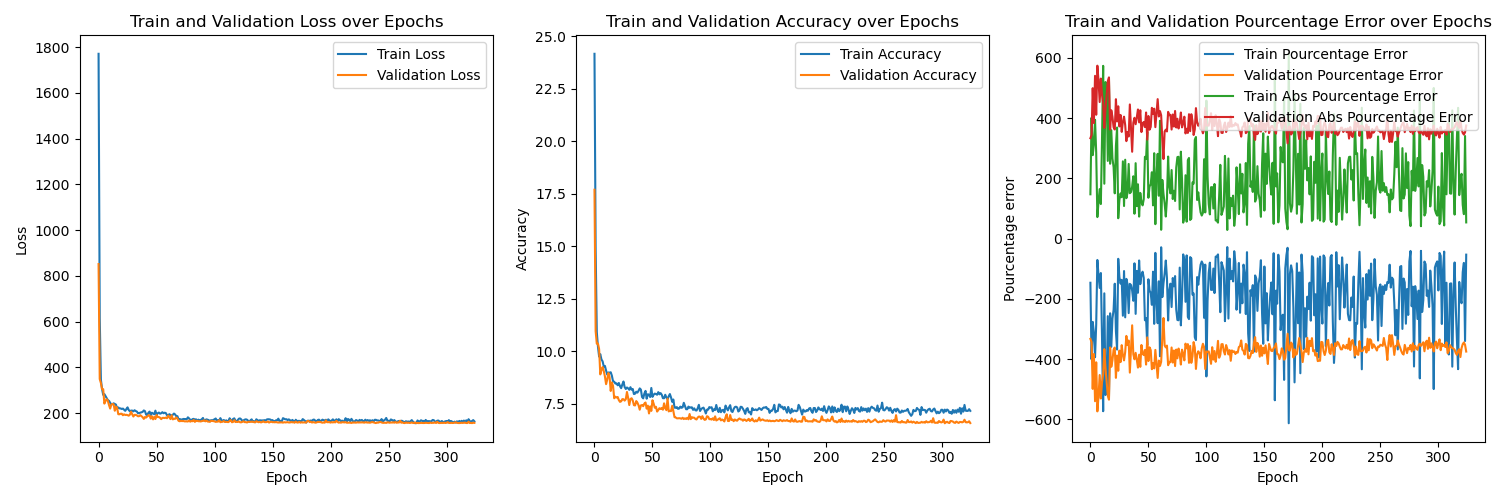 Train and Validation Loss over Epochs
Train Loss
Validation Loss
1800
1600
1400
1200
1000
800
600
400
200
Loss
0
50
100
150
200
250
300
Epoch
Train and Validation Accuracy over Epochs
Train Accuracy
Validation Accuracy
25.0
22.5
20.0
17.5
15.0
12.5
10.0
7.5
Accuracy
0
50
100
150
200
250
300
Epoch
Train and Validation Pourcentage Error over Epochs
Train Pourcentage Error
Validation Pourcentage Error
Train Abs Pourcentage Error
Validation Abs Pourcentage Error
600
400
200
0
−200
−400
−600
Pourcentage error
0
50
100
150
200
250
300
Epoch